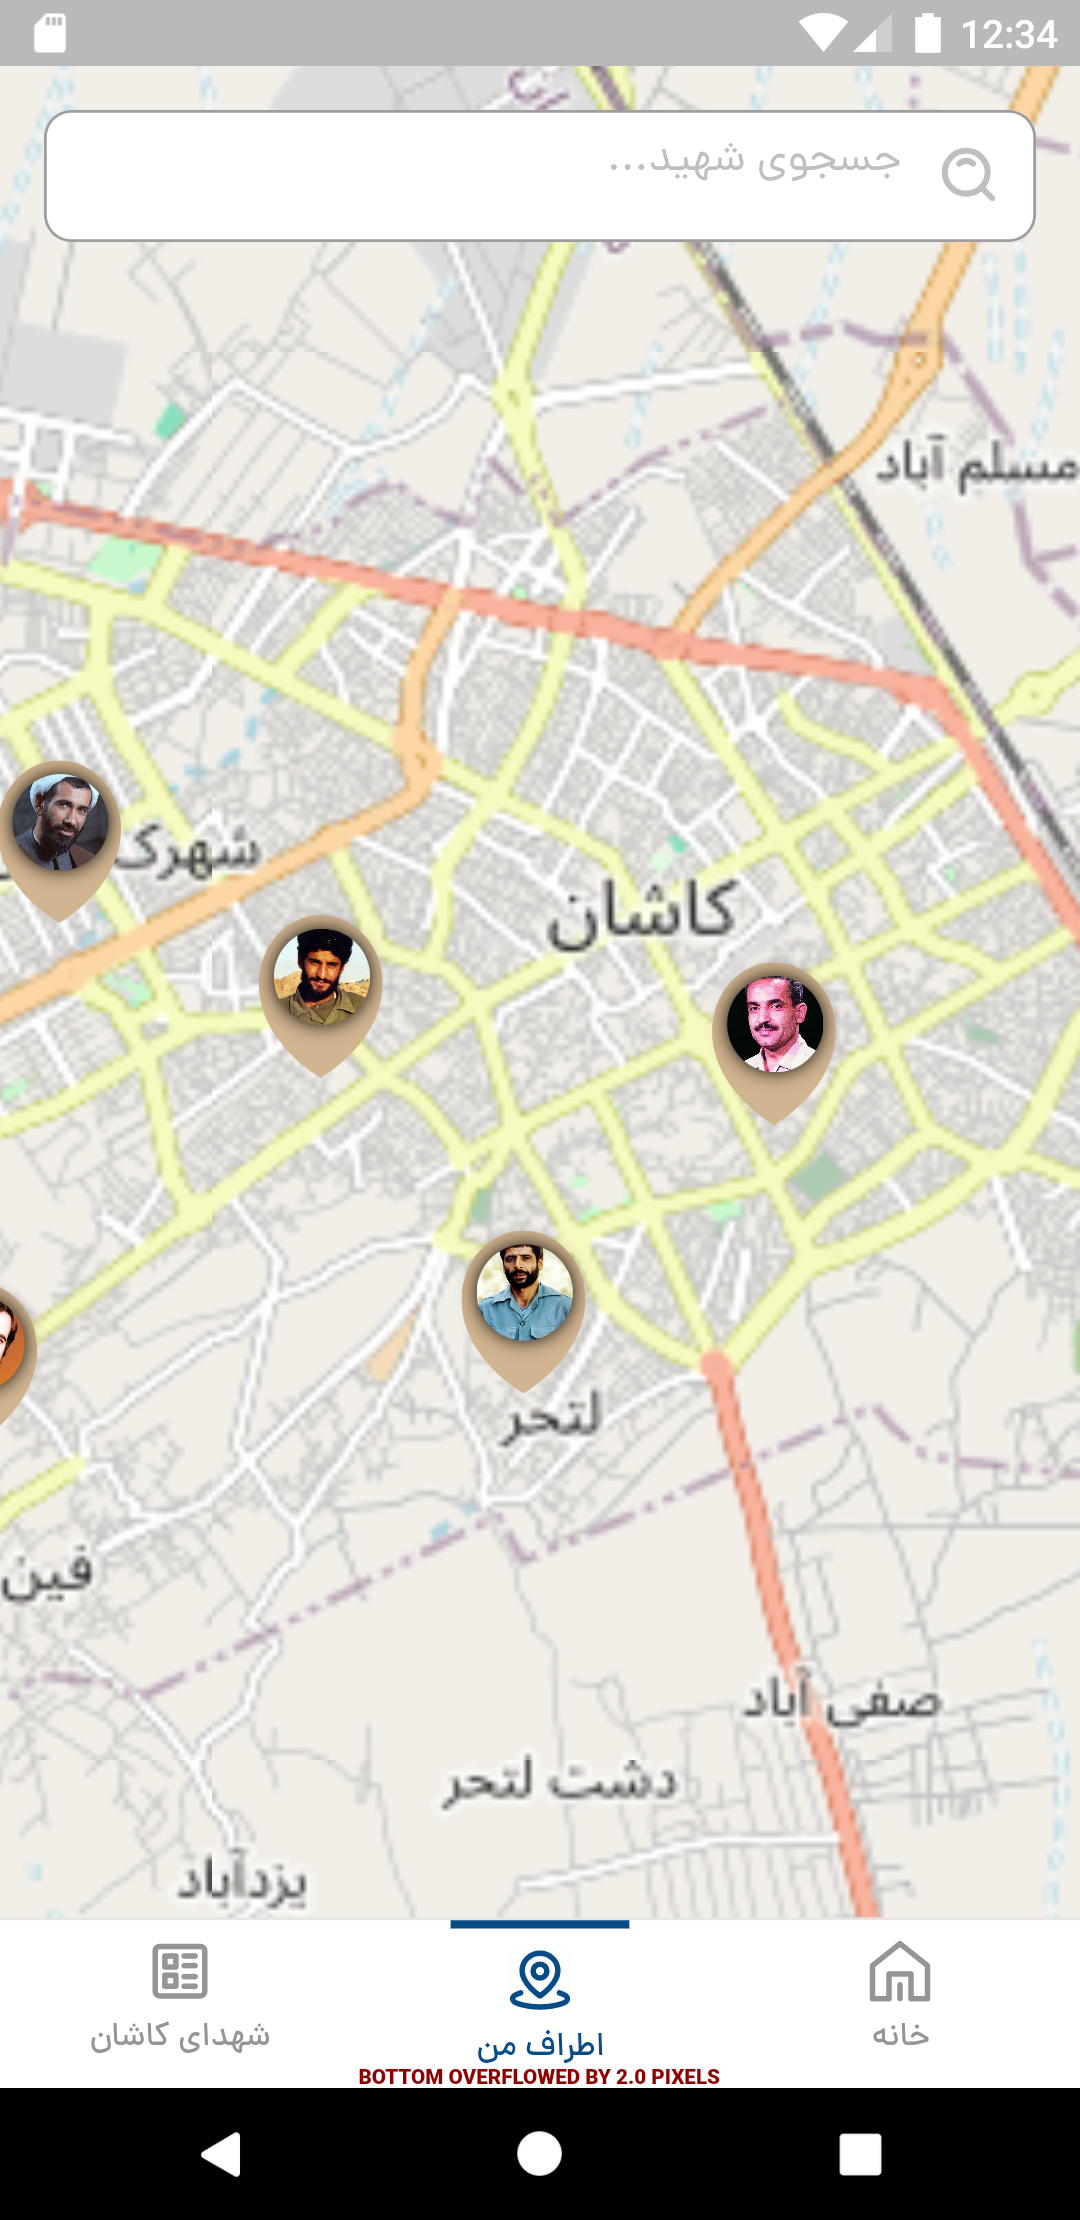 12:34
جسجوی شهید...
مسلم آباد
شهرک
کاشان
لتحر
فین
صفی آباد
دشت لتحر
یزدآباد
خانه
اطراف من
شهدای کاشان
BOTTOM OVERFLOWED BY 2.0 PIXELS